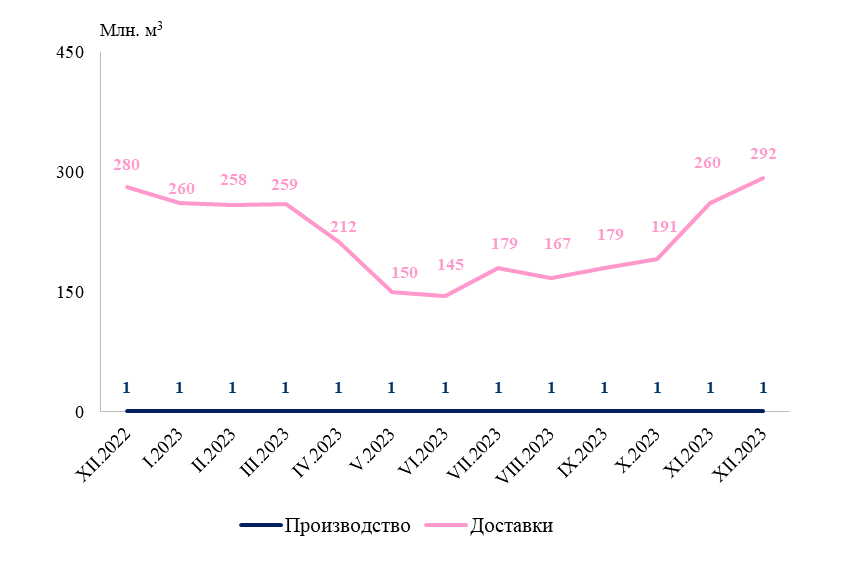 Млн. м³
450
300
150
0
280 260 258 259 212 150 145 179 167 179 191 260 292
1 1 1 1 1 1 1 1 1 1 1 1 1
XII.2022 I.2023 II.2023 III.2023 IV.2023 V.2023 VI.2023 VII.2023 VIII.2023 IX.2023 X.2023 XI.2023 XII.2023
Производство Доставки